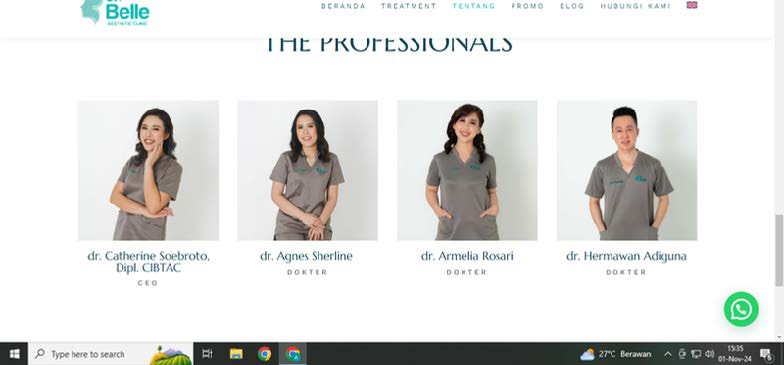 Belle
AESTHETIC CLINIC
BERANDA TREATMENT TENTANG PROMO BLOG HUBUNGI KAMI
THE PROFESSIONALS
dr. Catherine Soebroto,
Dipl. CIBTAC
CEO
dr. Agnes Sherline
DOKTER
dr. Armelia Rosari
DOKTER
dr. Hermawan Adiguna
DOKTER
Type here to search
27°C Berawan
15:35
01-Nov-24